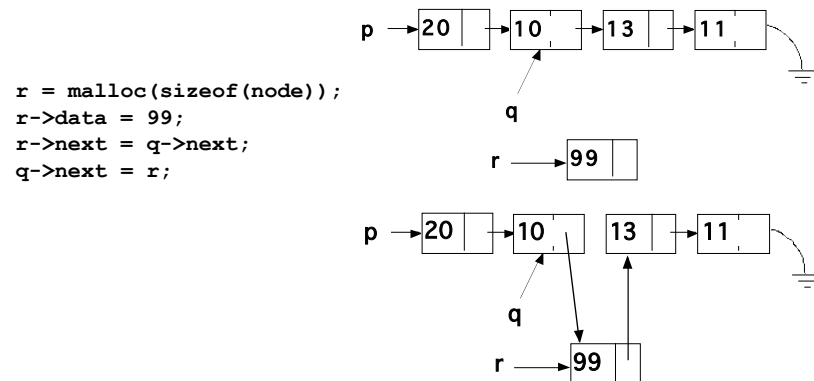 r = malloc(sizeof(node));
r->data = 99;
r->next = q->next;
q->next = r;
p 20 10 13 11
q
r 99
p 20 10 13 11
q
r 99